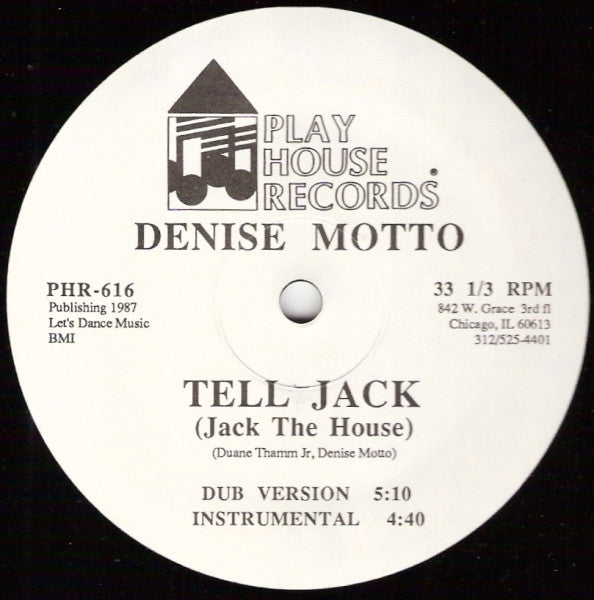 PLAY
HOUSE
RECORDS
DENISE MOTTO
PHR-616
Publishing 1987
Let's Dance Music
BMI
33 1/3 RPM
842 W. Grace 3rd fl
Chicago, IL 60613
312/525-4401
TELL JACK
(Jack The House)
(Duane Thamm Jr, Denise Motto)
DUB VERSION 5:10
INSTRUMENTAL 4:40